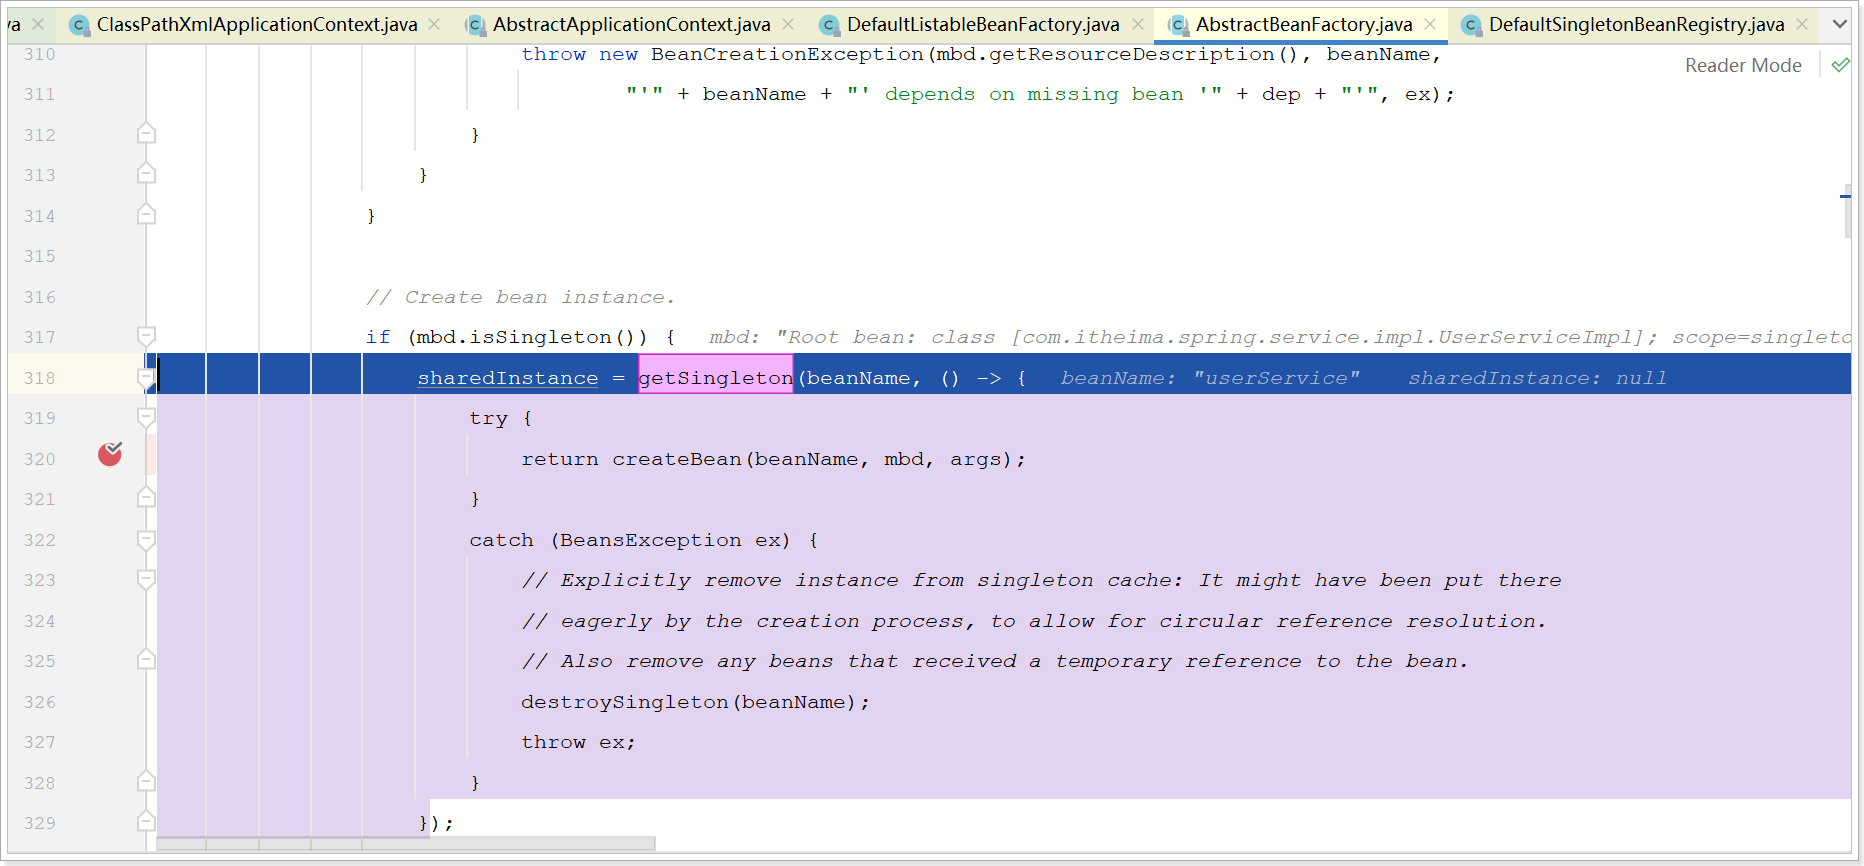 va ClassPathXmlApplicationContext.java AbstractApplicationContext.java DefaultListableBeanFactory.java AbstractBeanFactory.java DefaultSingletonBeanRegistry.java
Reader Mode
310 throw new BeanCreationException(mbd.getResourceDescription(), beanName,
311 "'" + beanName + "' depends on missing bean '" + dep + "'", ex);
312 }
313 }
314 }
315
316 // Create bean instance.
317 if (mbd.isSingleton()) { mbd: "Root bean: class [com.itheima.spring.service.impl.UserServiceImpl]; scope=singleto
318 sharedInstance = getSingleton(beanName, () -> { beanName: "userService" sharedInstance: null
319 try {
320 return createBean(beanName, mbd, args);
321 }
322 catch (BeansException ex) {
323 // Explicitly remove instance from singleton cache: It might have been put there
324 // eagerly by the creation process, to allow for circular reference resolution.
325 // Also remove any beans that received a temporary reference to the bean.
326 destroySingleton(beanName);
327 throw ex;
328 }
329 });